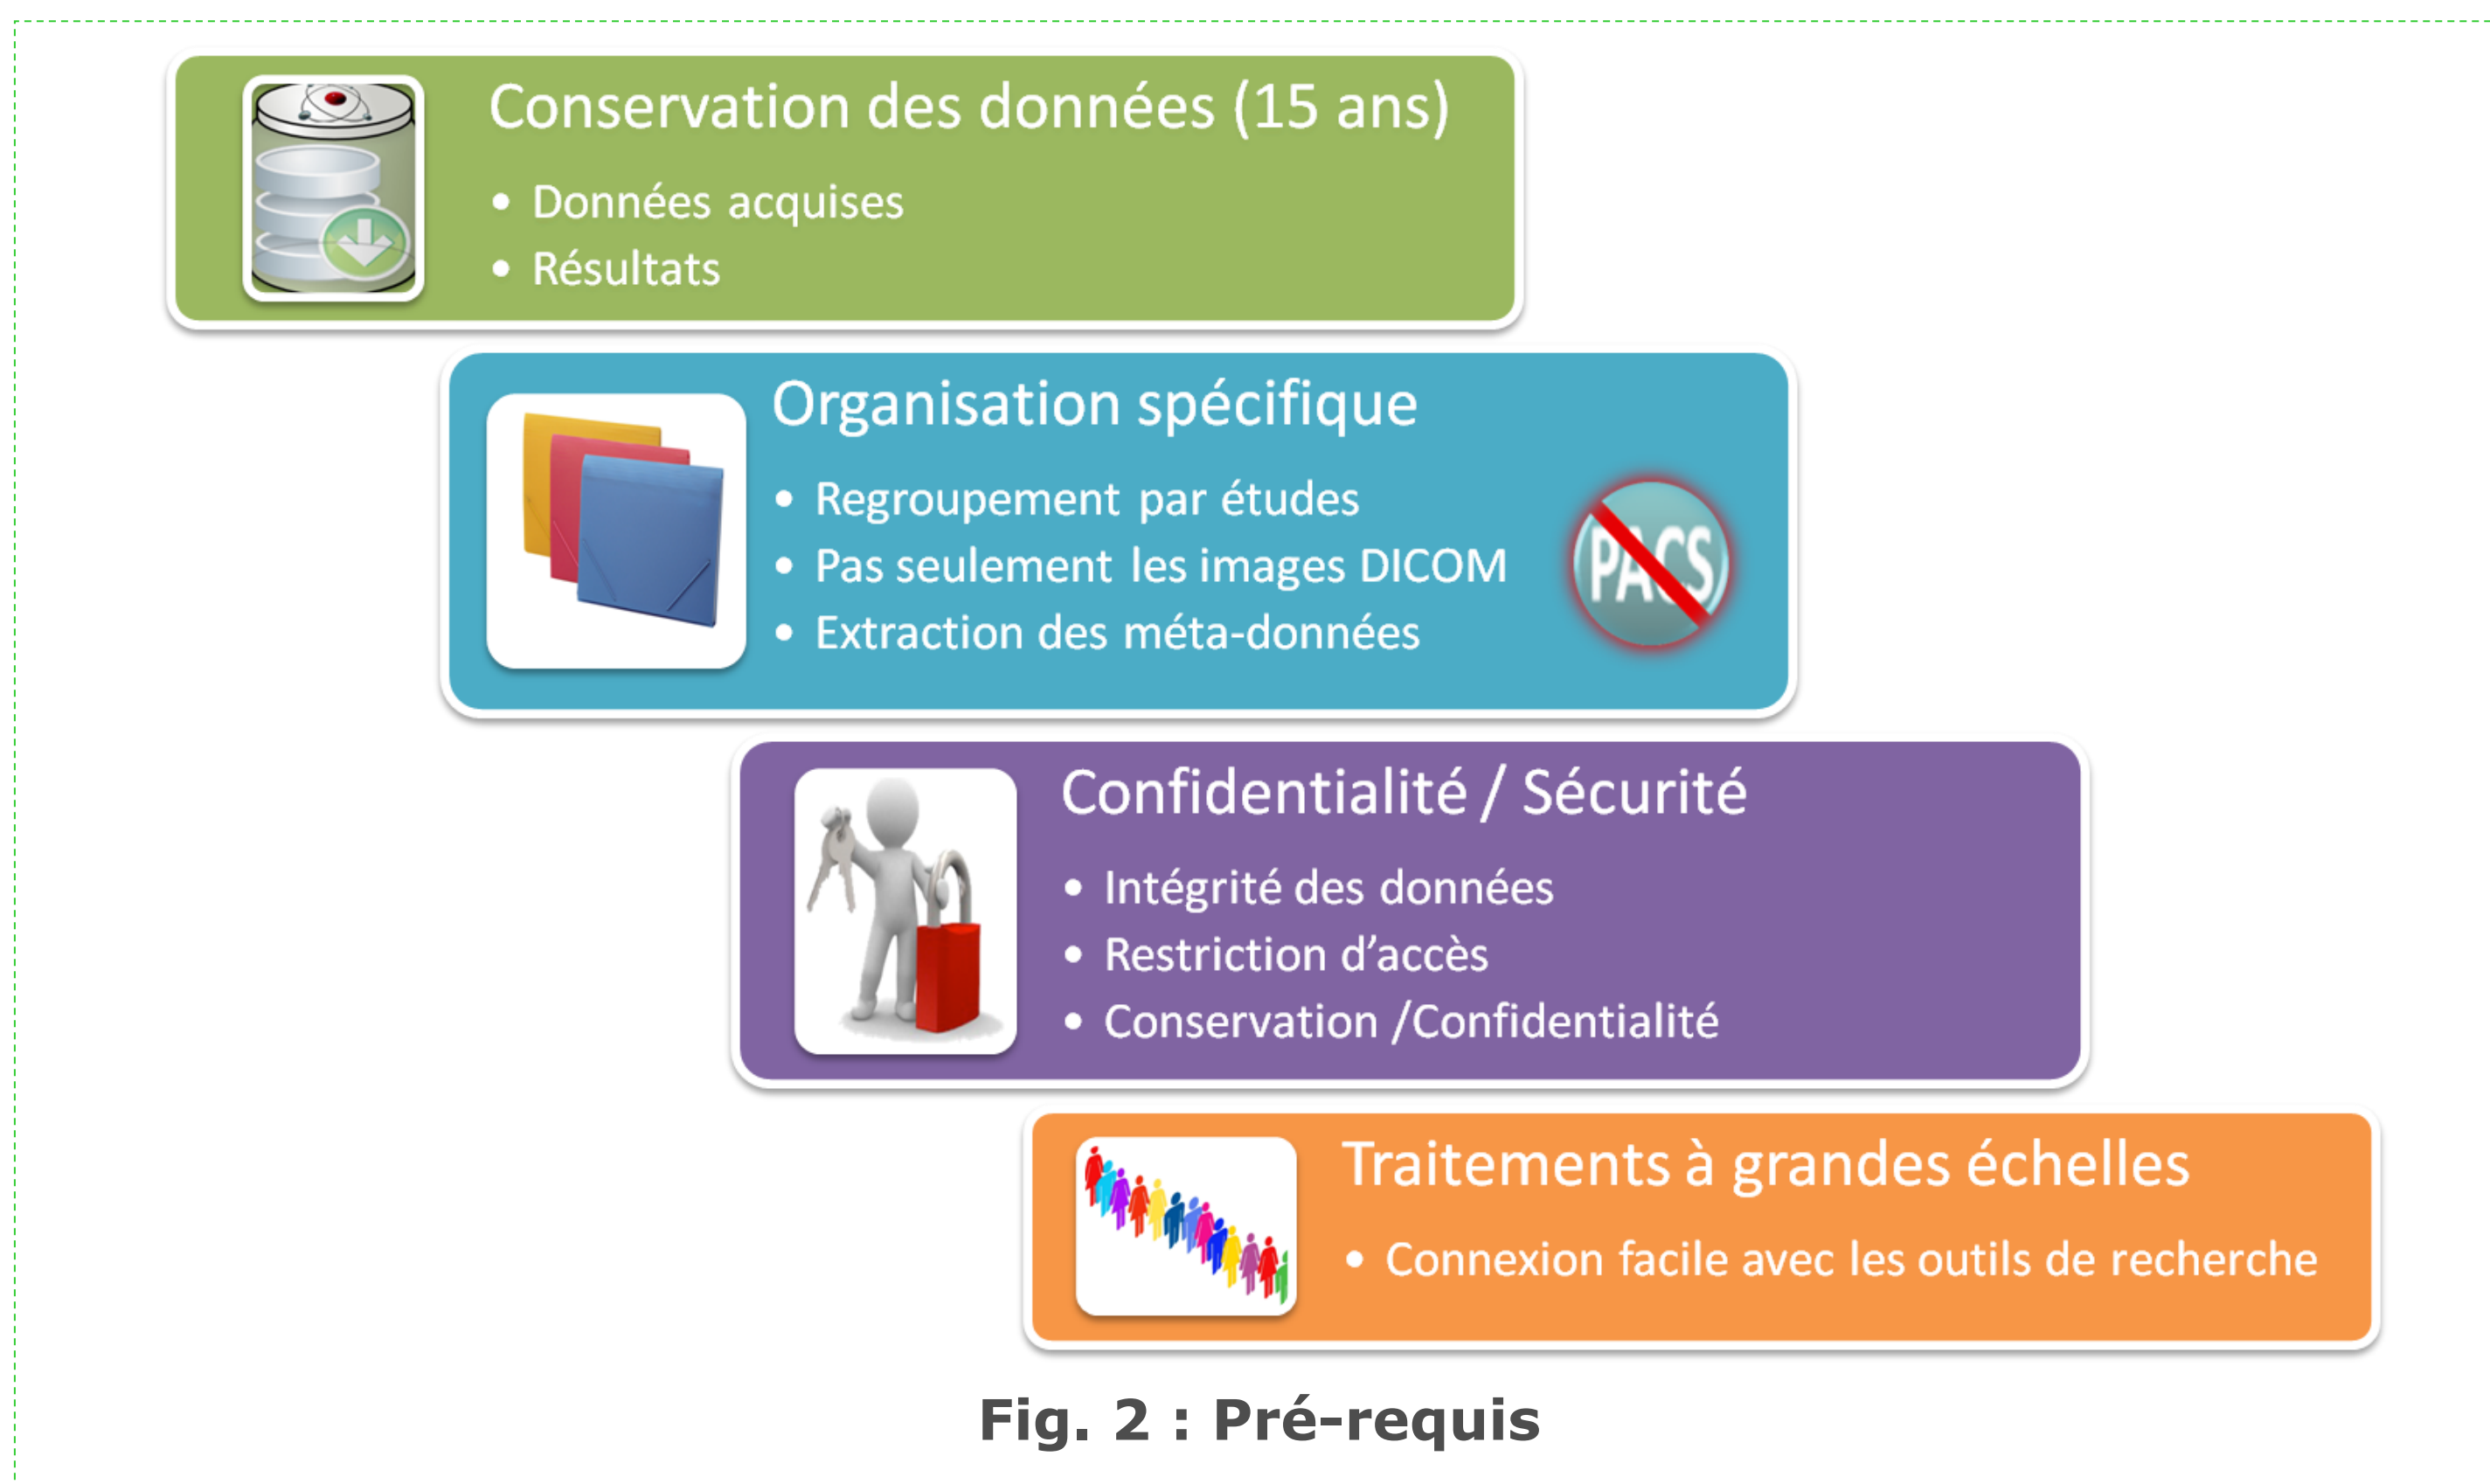 Conservation des données (15 ans)
• Données acquises
• Résultats
Organisation spécifique
• Regroupement par études
• Pas seulement les images DICOM
• Extraction des méta-données
PACS
Confidentialité / Sécurité
• Intégrité des données
• Restriction d’accès
• Conservation /Confidentialité
Traitements à grandes échelles
• Connexion facile avec les outils de recherche
Fig. 2 : Pré-requis